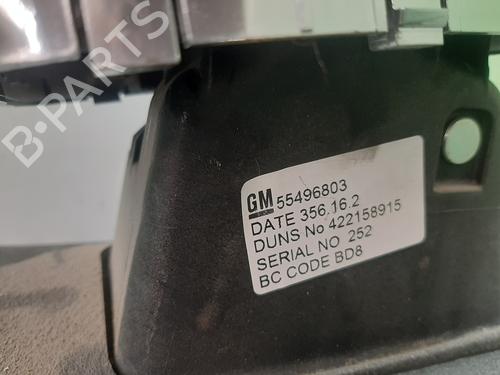 B-PARTS
GM 55496803
DATE 356.16.2
DUNS No 422158915
SERIAL NO 252
BC CODE BD8